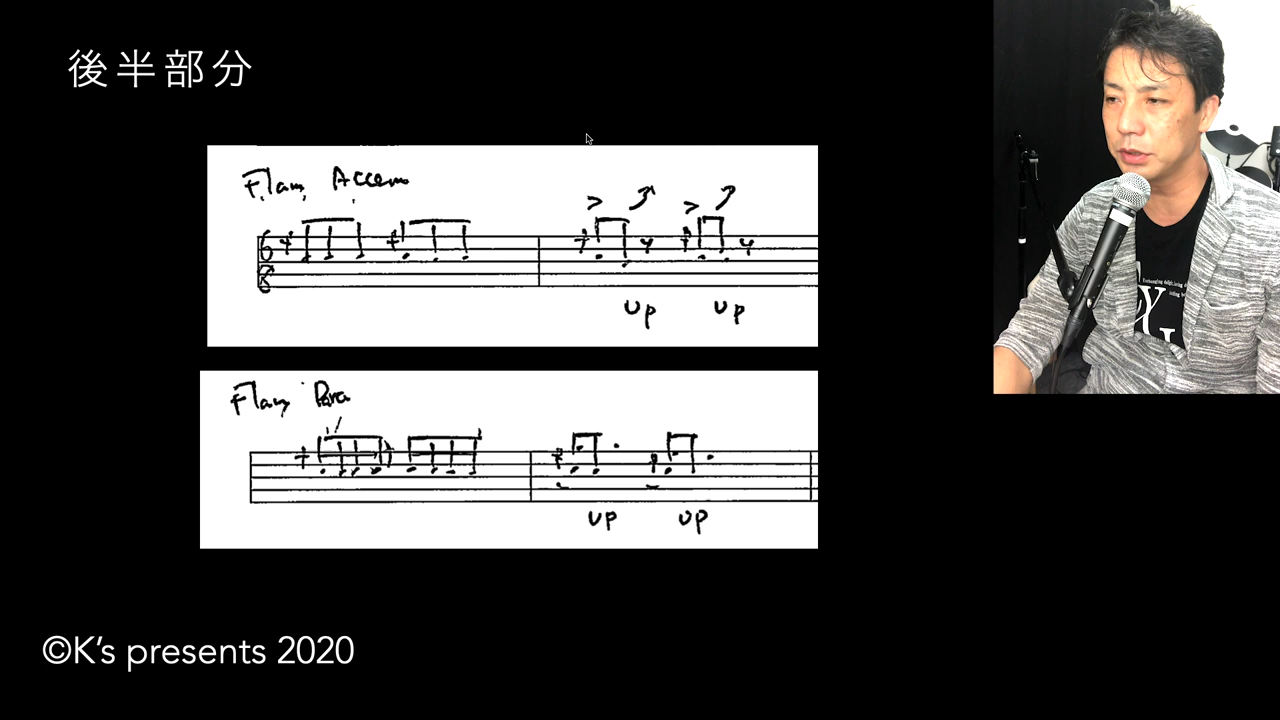 後半部分
Flam Accent
6
8
> >
up up
Flam Para
up up
©K's presents 2020